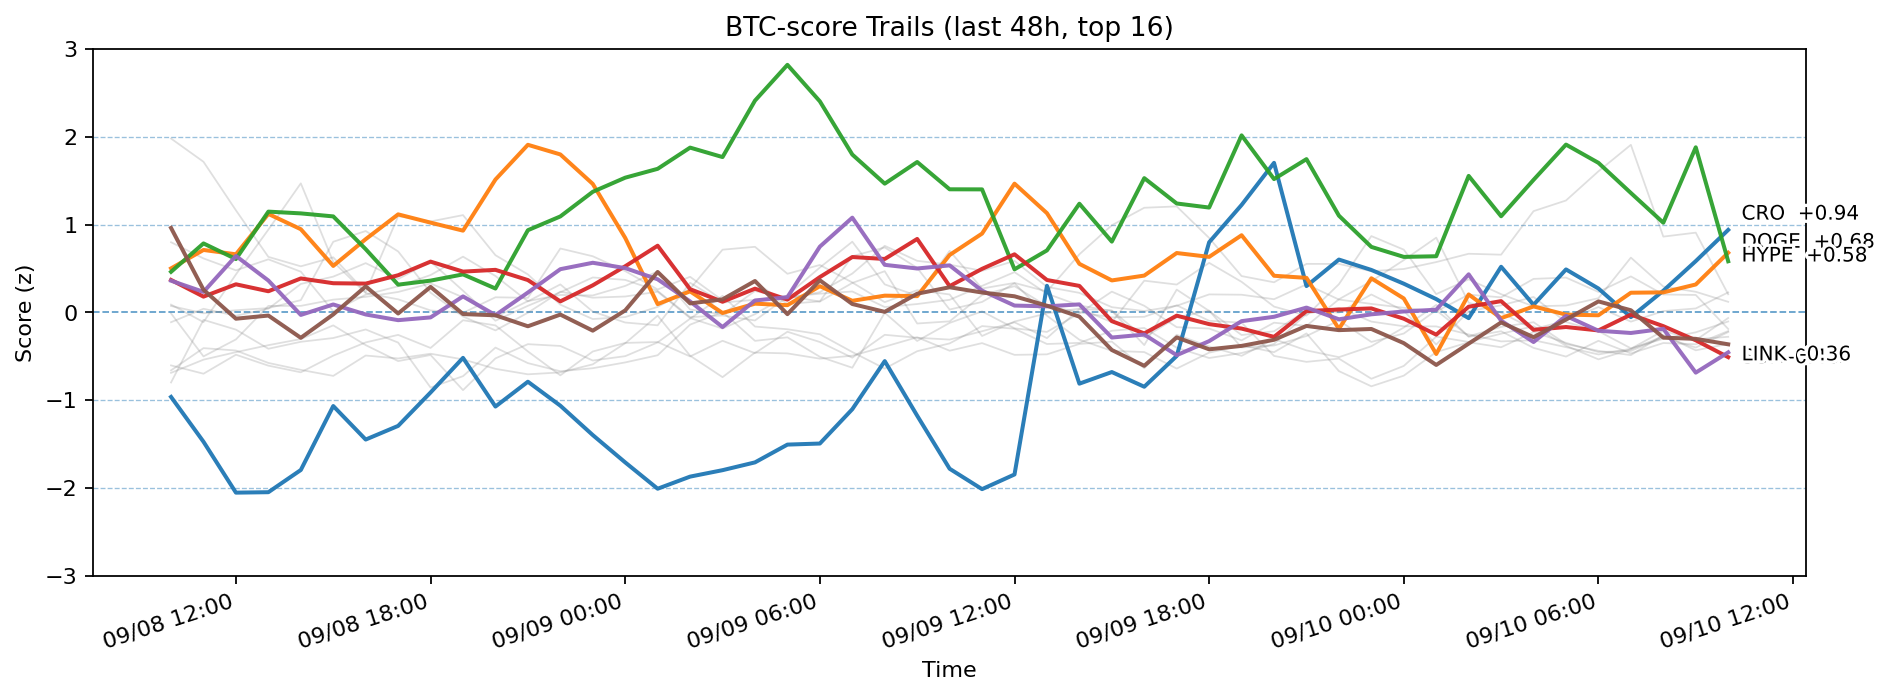 BTC-score Trails (last 48h, top 16)
Score (z)
3
2
1
0
−1
−2
−3
CRO +0.94
DOGE +0.68
HYPE +0.58
LINK -0.36
09/08 12:00
09/08 18:00
09/09 00:00
09/09 06:00
09/09 12:00
09/09 18:00
09/10 00:00
09/10 06:00
09/10 12:00
Time